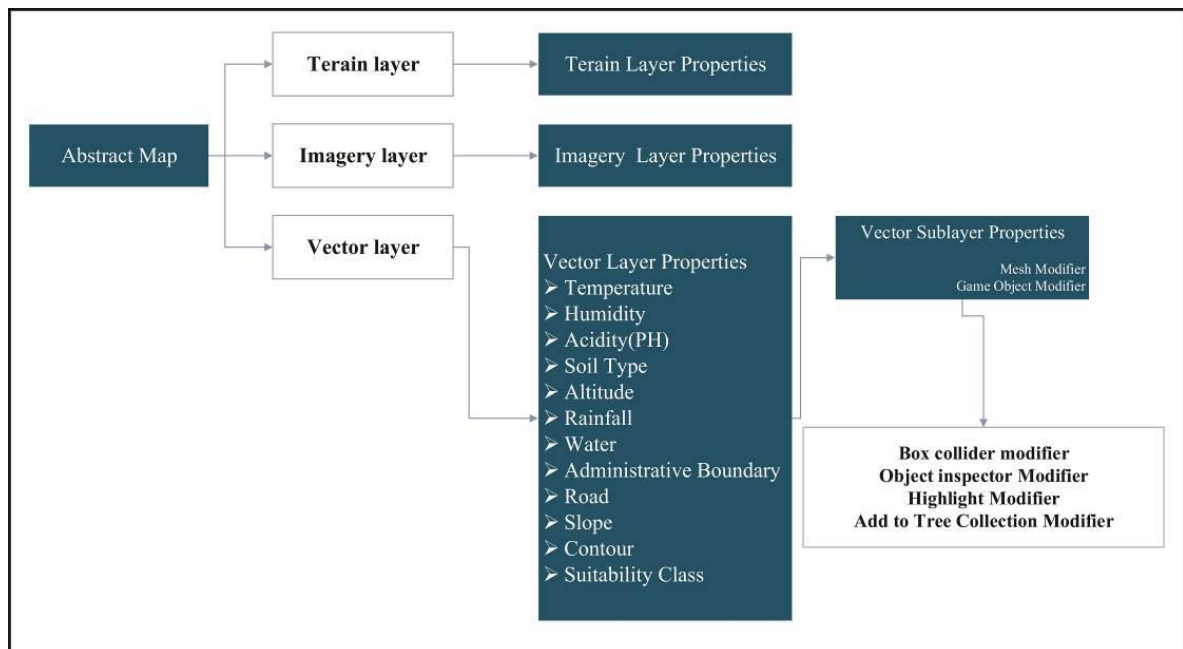 Abstract Map
Terain layer
Terain Layer Properties
Imagery layer
Imagery Layer Properties
Vector layer
Vector Layer Properties
➢ Temperature
➢ Humidity
➢ Acidity(PH)
➢ Soil Type
➢ Altitude
➢ Rainfall
➢ Water
➢ Administrative Boundary
➢ Road
➢ Slope
➢ Contour
➢ Suitability Class
Vector Sublayer Properties
Mesh Modifier
Game Object Modifier
Box collider modifier
Object inspector Modifier
Highlight Modifier
Add to Tree Collection Modifier